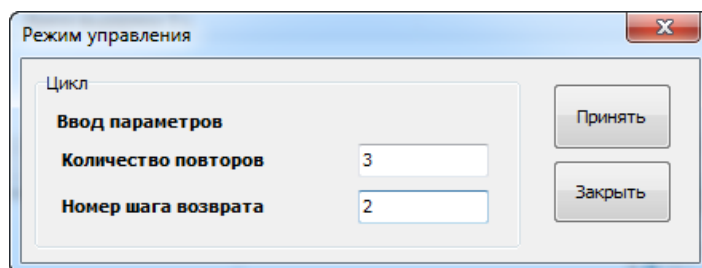 Режим управления
Цикл
Ввод параметров
Количество повторов 3
Номер шага возврата 2
Принять
Закрыть